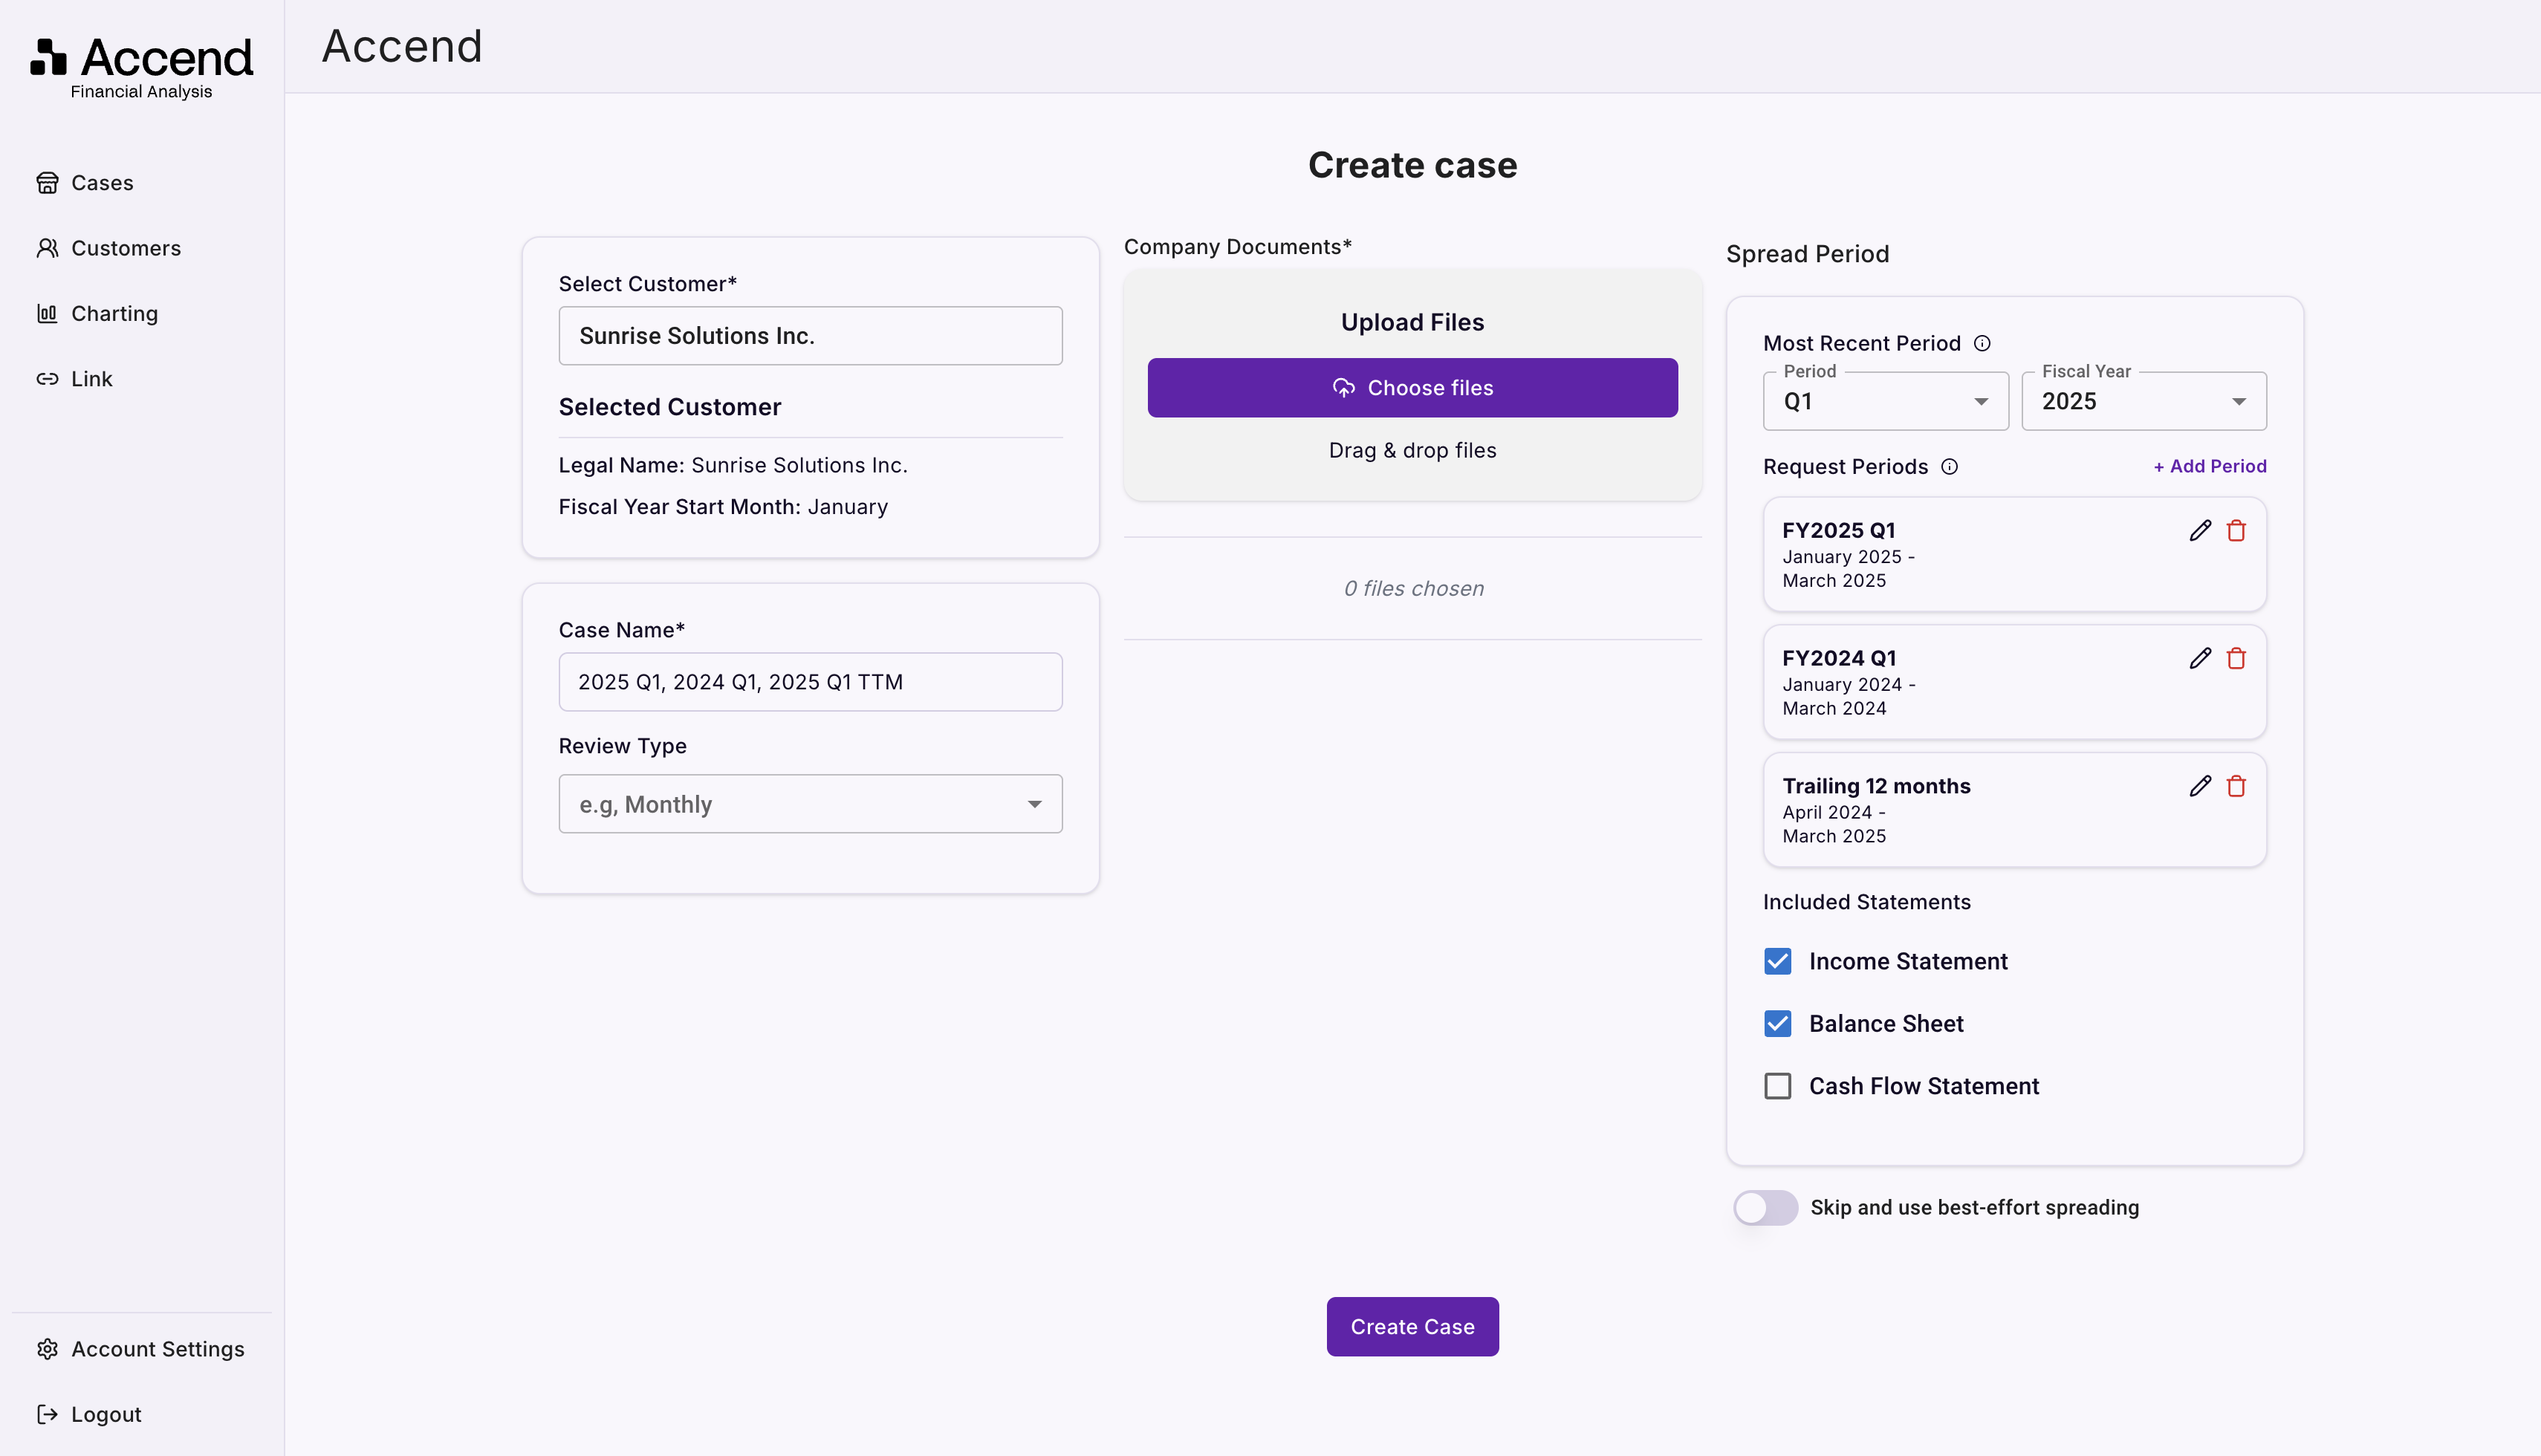 Accend
Financial Analysis
Cases
Customers
Charting
Link
Account Settings
Logout
Accend
Create case
Select Customer*
Sunrise Solutions Inc.
Selected Customer
Legal Name: Sunrise Solutions Inc.
Fiscal Year Start Month: January
Case Name*
2025 Q1, 2024 Q1, 2025 Q1 TTM
Review Type
e.g, Monthly
Company Documents*
Upload Files
Choose files
Drag & drop files
0 files chosen
Spread Period
Most Recent Period
Period
Q1
Fiscal Year
2025
Request Periods
+ Add Period
FY2025 Q1
January 2025 -
March 2025
FY2024 Q1
January 2024 -
March 2024
Trailing 12 months
April 2024 -
March 2025
Included Statements
Income Statement
Balance Sheet
Cash Flow Statement
Skip and use best-effort spreading
Create Case